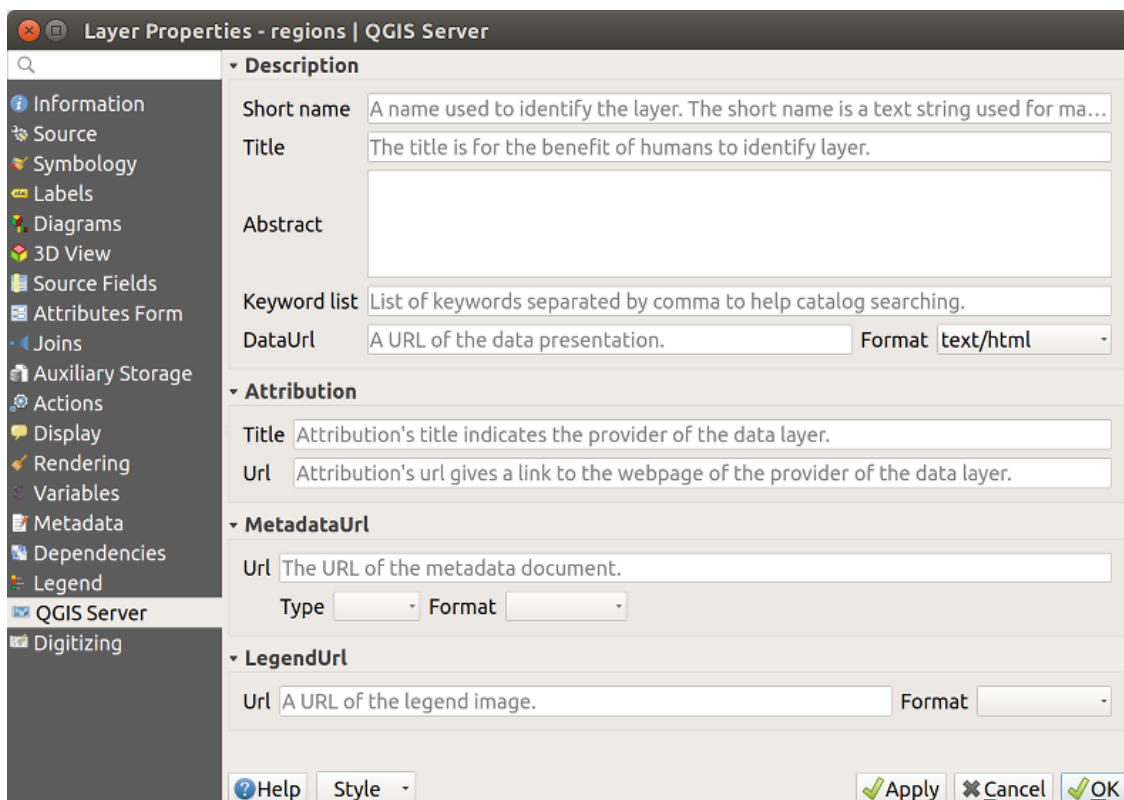 Layer Properties - regions | QGIS Server
Information
Source
Symbology
Labels
Diagrams
3D View
Source Fields
Attributes Form
Joins
Auxiliary Storage
Actions
Display
Rendering
Variables
Metadata
Dependencies
Legend
QGIS Server
Digitizing
Description
Short name A name used to identify the layer. The short name is a text string used for ma...
Title The title is for the benefit of humans to identify layer.
Abstract
Keyword list List of keywords separated by comma to help catalog searching.
DataUrl A URL of the data presentation. Format text/html
Attribution
Title Attribution's title indicates the provider of the data layer.
Url Attribution's url gives a link to the webpage of the provider of the data layer.
MetadataUrl
Url The URL of the metadata document.
Type Format
LegendUrl
Url A URL of the legend image. Format
Help Style Apply Cancel OK